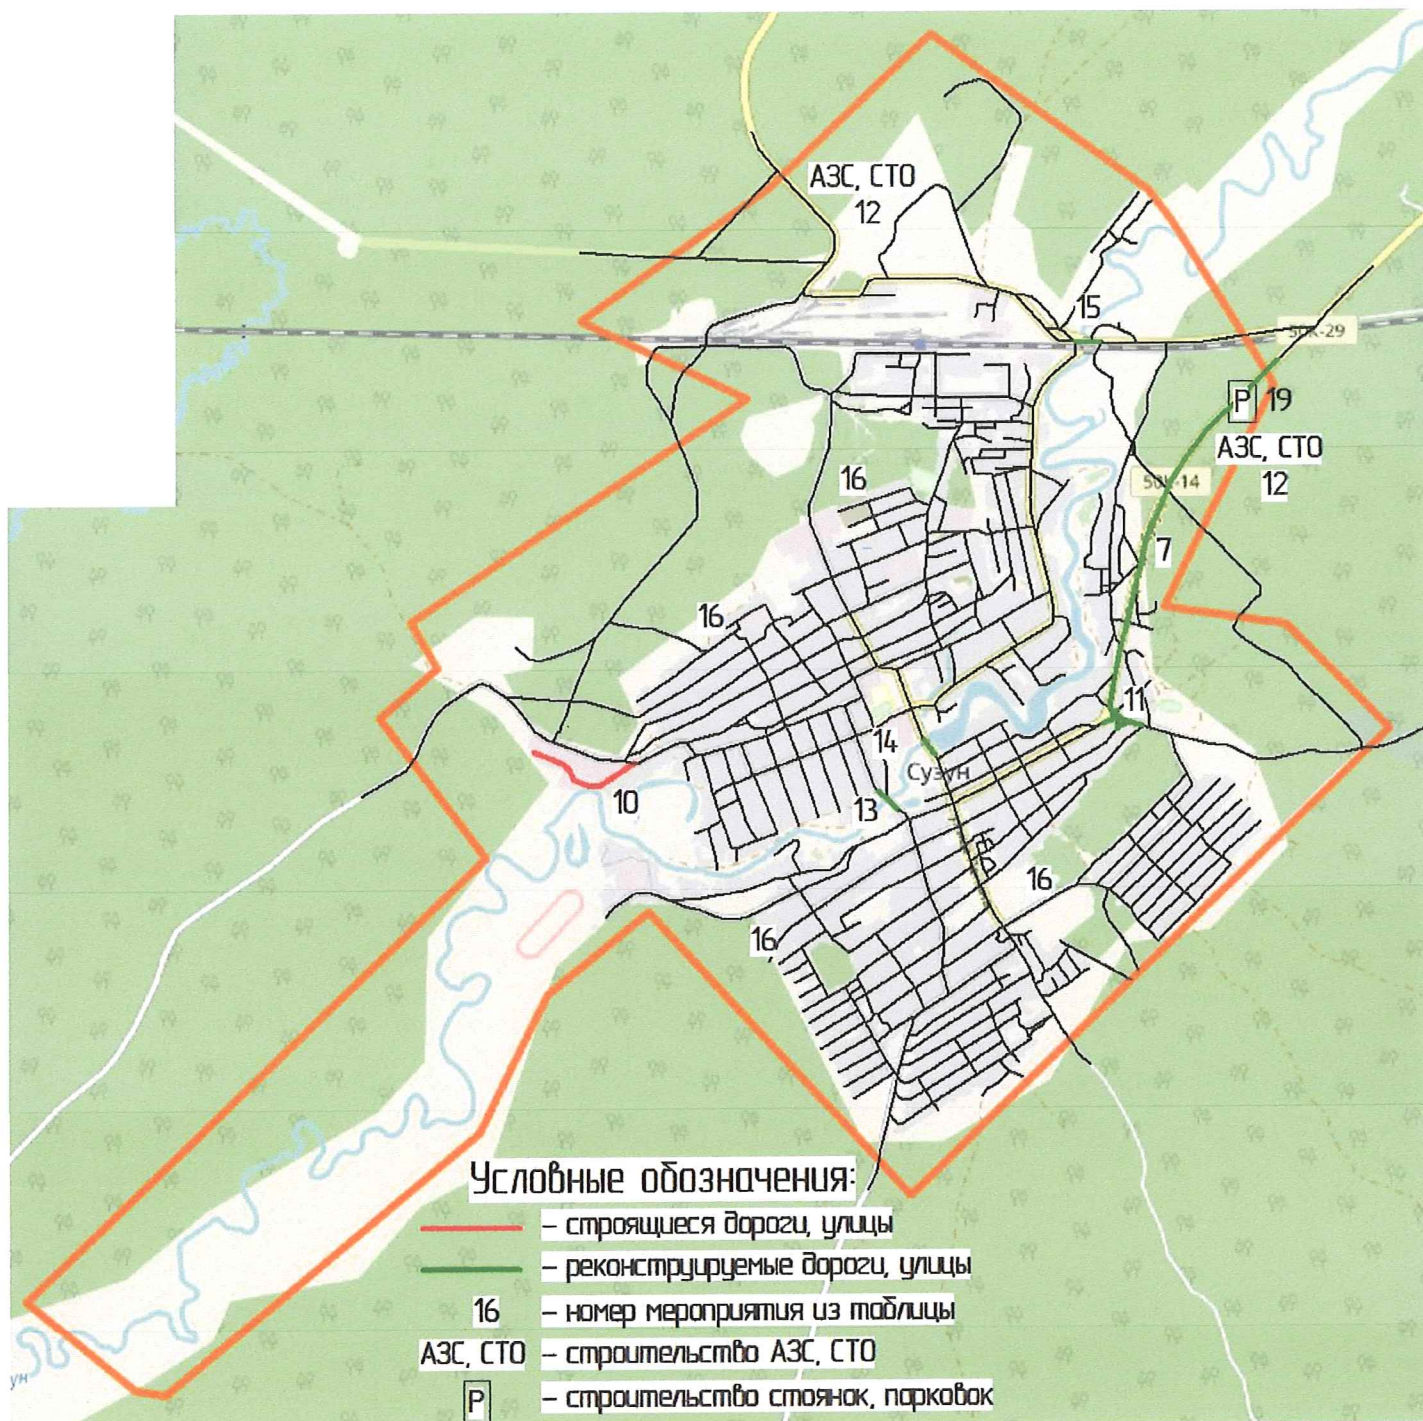 АЗС, СТО
12
15
50К-29
Р 19
АЗС, СТО
12
16
50К-14
7
16
11
14
Сузун
10
13
16
16
Условные обозначения:
– строящиеся дороги, улицы
– реконструируемые дороги, улицы
16 – номер мероприятия из таблицы
АЗС, СТО – строительство АЗС, СТО
Р – строительство стоянок, парковок